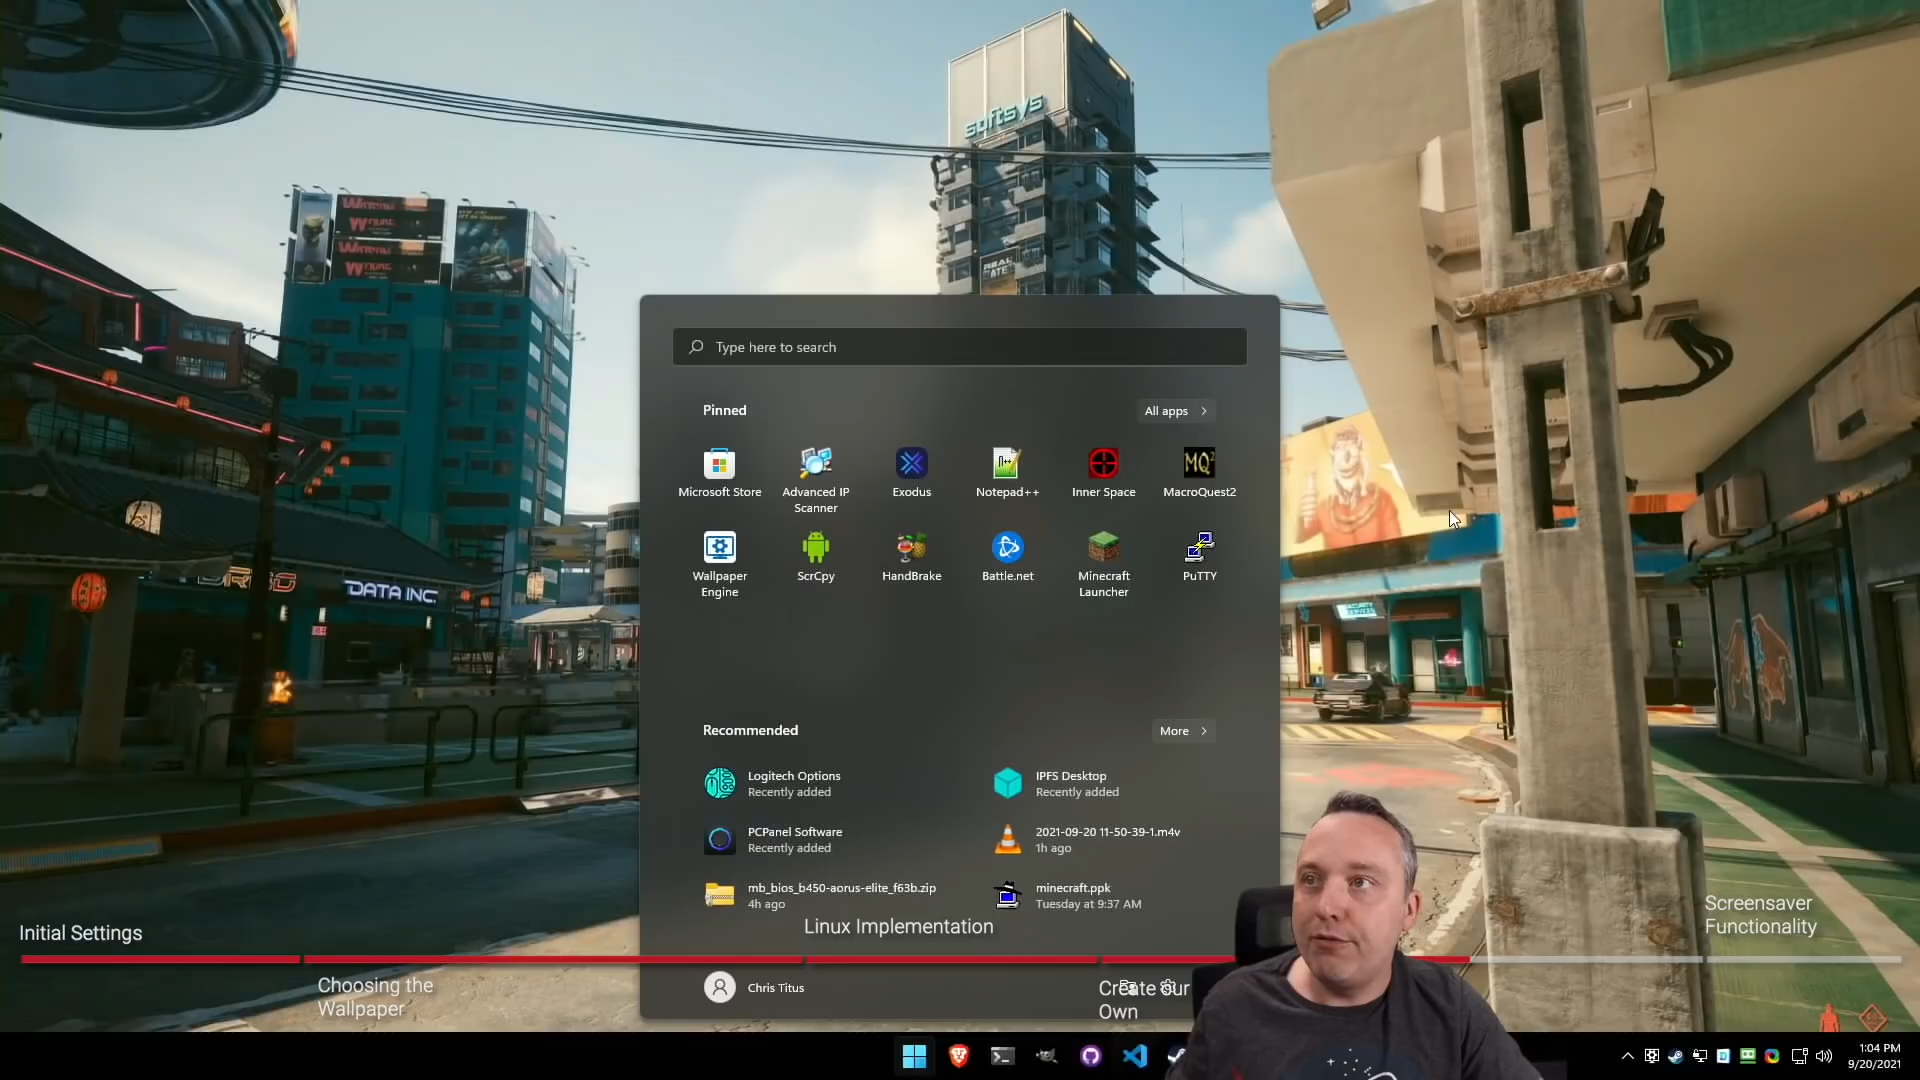 softsys
REAL
DATA INC.
Type here to search
Pinned
All apps
Microsoft Store
Advanced IP
Scanner
Exodus
Notepad++
Inner Space
MacroQuest2
MQ2
Wallpaper
Engine
ScrCpy
HandBrake
Battle.net
Minecraft
Launcher
PuTTY
Recommended
More
Logitech Options
Recently added
IPFS Desktop
Recently added
PCPanel Software
Recently added
2021-09-20 11-50-39-1.m4v
1h ago
mb_bios_b450-aorus-elite_f63b.zip
4h ago
minecraft.ppk
Tuesday at 9:37 AM
Initial Settings
Linux Implementation
Screensaver
Functionality
Choosing the
Wallpaper
Chris Titus
Create Our
Own
1:04 PM
9/20/2021